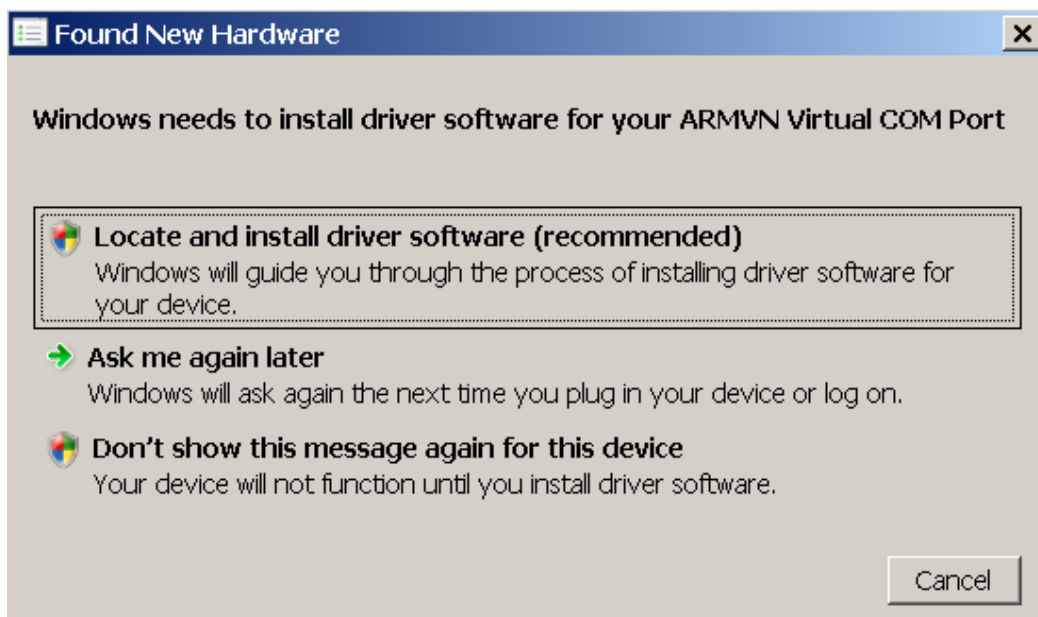 Found New Hardware
Windows needs to install driver software for your ARMVN Virtual COM Port
Locate and install driver software (recommended)
Windows will guide you through the process of installing driver software for
your device.
Ask me again later
Windows will ask again the next time you plug in your device or log on.
Don't show this message again for this device
Your device will not function until you install driver software.
Cancel